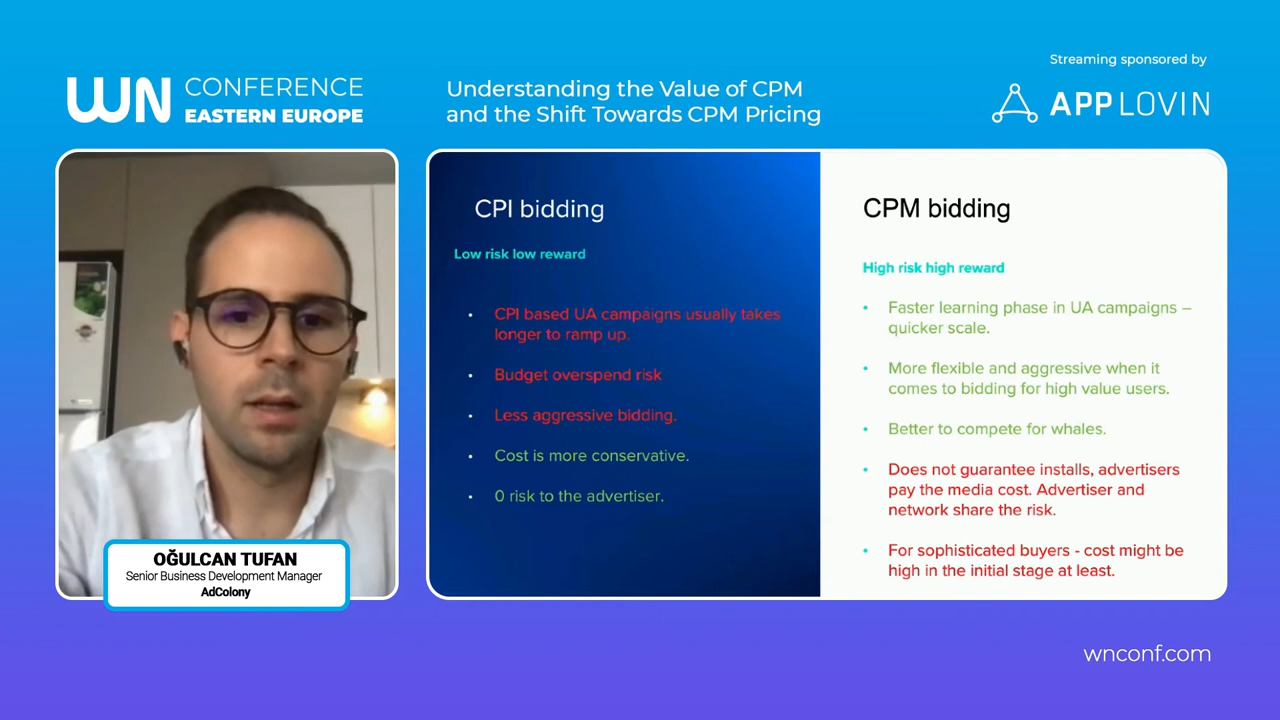 WN CONFERENCE
EASTERN EUROPE
Understanding the Value of CPM
and the Shift Towards CPM Pricing
Streaming sponsored by
APPLOVIN
OĞULCAN TUFAN
Senior Business Development Manager
AdColony
CPI bidding
Low risk low reward
• CPI based UA campaigns usually takes
longer to ramp up.
• Budget overspend risk
• Less aggressive bidding.
• Cost is more conservative.
• 0 risk to the advertiser.
CPM bidding
High risk high reward
• Faster learning phase in UA campaigns –
quicker scale.
• More flexible and aggressive when it
comes to bidding for high value users.
• Better to compete for whales.
• Does not guarantee installs, advertisers
pay the media cost. Advertiser and
network share the risk.
• For sophisticated buyers - cost might be
high in the initial stage at least.
wnconf.com